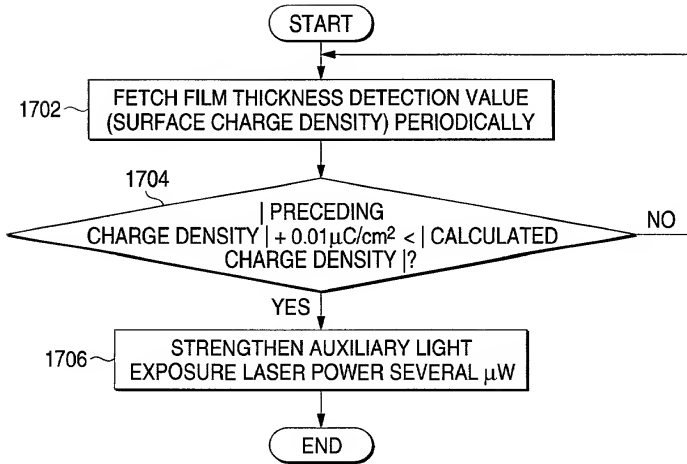 START
1702
FETCH FILM THICKNESS DETECTION VALUE
(SURFACE CHARGE DENSITY) PERIODICALLY
1704
| PRECEDING
CHARGE DENSITY | + 0.01μC/cm² < | CALCULATED
CHARGE DENSITY |?
NO
YES
1706
STRENGTHEN AUXILIARY LIGHT
EXPOSURE LASER POWER SEVERAL μW
END